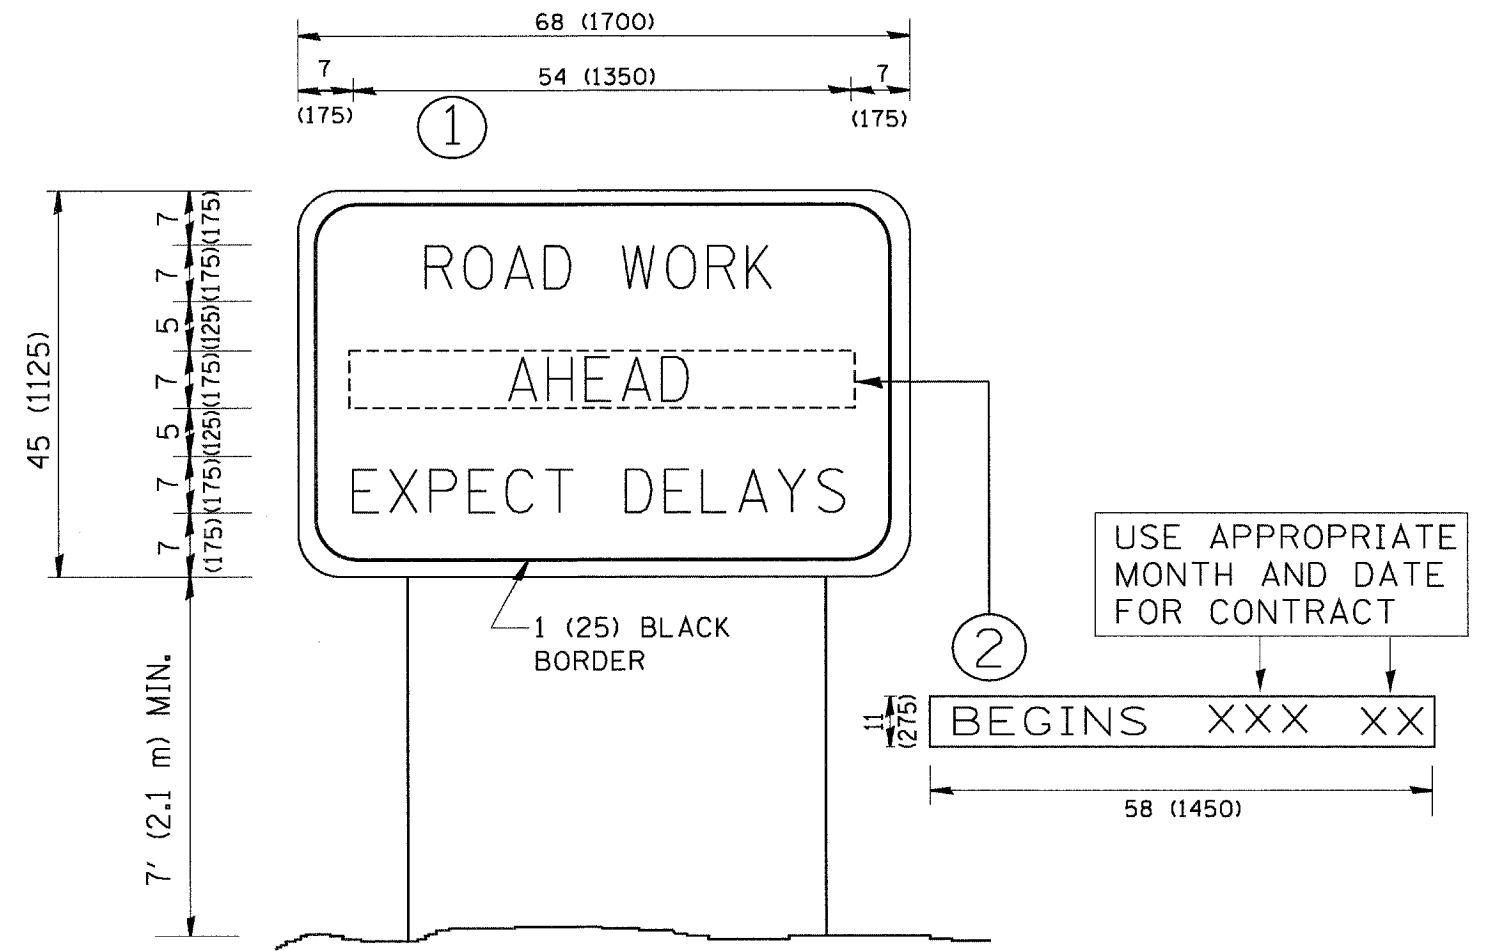 68 (1700)
7
54 (1350)
7
(175)
(175)
1
ROAD WORK
AHEAD
EXPECT DELAYS
45 (1125)
7 (175)
7 (175)
5 (125)
7 (175)
5 (125)
7 (175)
7 (175)
7' (2.1 m) MIN.
1 (25) BLACK
BORDER
USE APPROPRIATE
MONTH AND DATE
FOR CONTRACT
2
11
(275)
BEGINS XXX XX
58 (1450)